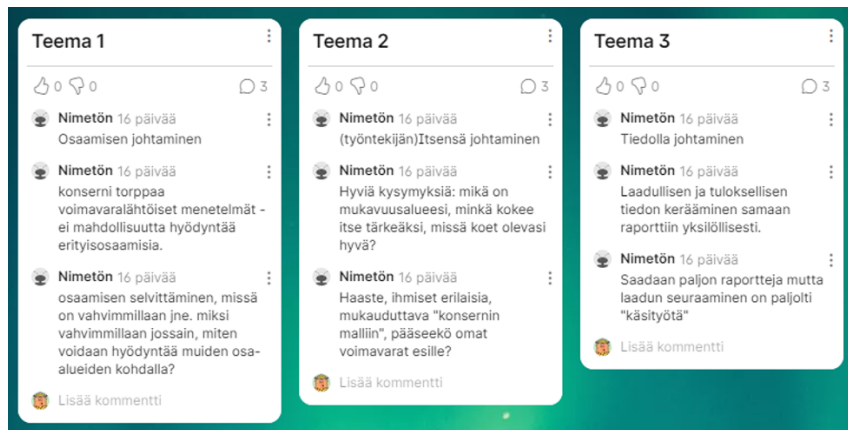 Teema 1
0 0 3
Nimetön 16 päivää
Osaamisen johtaminen
Nimetön 16 päivää
konserni torppaa
voimavaralähtöiset menetelmät -
ei mahdollisuutta hyödyntää
erityisosaamisia.
Nimetön 16 päivää
osaamisen selvittäminen, missä
on vahvimmillaan jne. miksi
vahvimmillaan jossain, miten
voidaan hyödyntää muiden osa-
alueiden kohdalla?
Lisää kommentti
Teema 2
0 0 3
Nimetön 16 päivää
(työntekijän)Itsensä johtaminen
Nimetön 16 päivää
Hyviä kysymyksiä: mikä on
mukavuusalueesi, minkä kokee
itse tärkeäksi, missä koet olevasi
hyvä?
Nimetön 16 päivää
Haaste, ihmiset erilaisia,
mukauduttava "konsernin
malliin", pääseekö omat
voimavarat esille?
Lisää kommentti
Teema 3
0 0 3
Nimetön 16 päivää
Tiedolla johtaminen
Nimetön 16 päivää
Laadullisen ja tuloksellisen
tiedon kerääminen samaan
raporttiin yksilöllisesti.
Nimetön 16 päivää
Saadaan paljon raportteja mutta
laadun seuraaminen on paljolti
"käsityötä"
Lisää kommentti